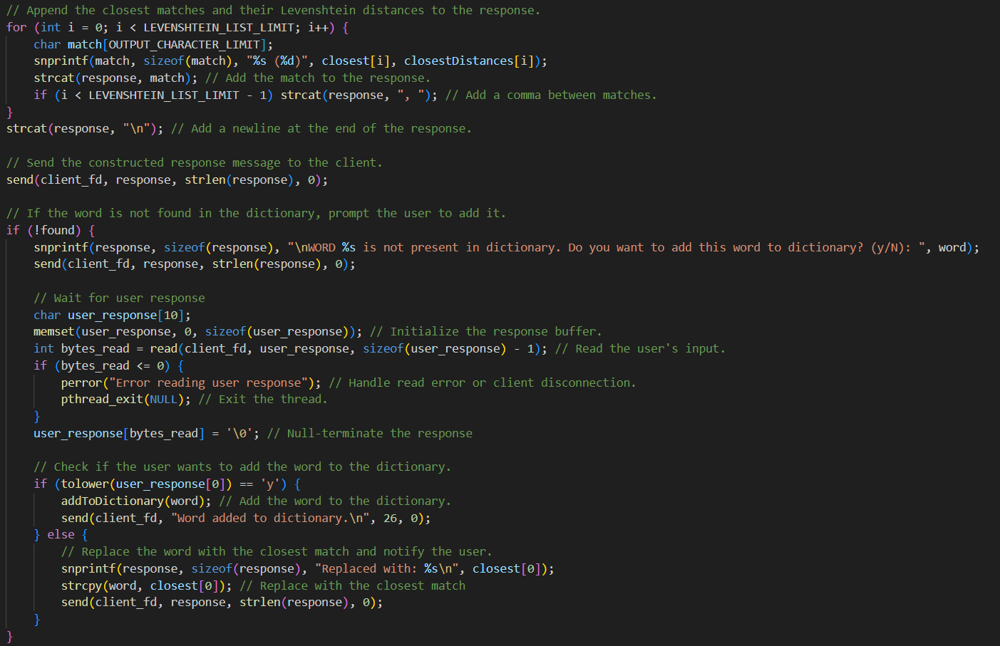 // Append the closest matches and their Levenshtein distances to the response.
for (int i = 0; i < LEVENSHTEIN_LIST_LIMIT; i++) {
    char match[OUTPUT_CHARACTER_LIMIT];
    snprintf(match, sizeof(match), "%s (%d)", closest[i], closestDistances[i]);
    strcat(response, match); // Add the match to the response.
    if (i < LEVENSHTEIN_LIST_LIMIT - 1) strcat(response, ", "); // Add a comma between matches.
}
strcat(response, "\n"); // Add a newline at the end of the response.

// Send the constructed response message to the client.
send(client_fd, response, strlen(response), 0);

// If the word is not found in the dictionary, prompt the user to add it.
if (!found) {
    snprintf(response, sizeof(response), "\nWORD %s is not present in dictionary. Do you want to add this word to dictionary? (y/N): ", word);
    send(client_fd, response, strlen(response), 0);

    // Wait for user response
    char user_response[10];
    memset(user_response, 0, sizeof(user_response)); // Initialize the response buffer.
    int bytes_read = read(client_fd, user_response, sizeof(user_response) - 1); // Read the user's input.
    if (bytes_read <= 0) {
        perror("Error reading user response"); // Handle read error or client disconnection.
        pthread_exit(NULL); // Exit the thread.
    }
    user_response[bytes_read] = '\0'; // Null-terminate the response

    // Check if the user wants to add the word to the dictionary.
    if (tolower(user_response[0]) == 'y') {
        addToDictionary(word); // Add the word to the dictionary.
        send(client_fd, "Word added to dictionary.\n", 26, 0);
    } else {
        // Replace the word with the closest match and notify the user.
        snprintf(response, sizeof(response), "Replaced with: %s\n", closest[0]);
        strcpy(word, closest[0]); // Replace with the closest match
        send(client_fd, response, strlen(response), 0);
    }
}